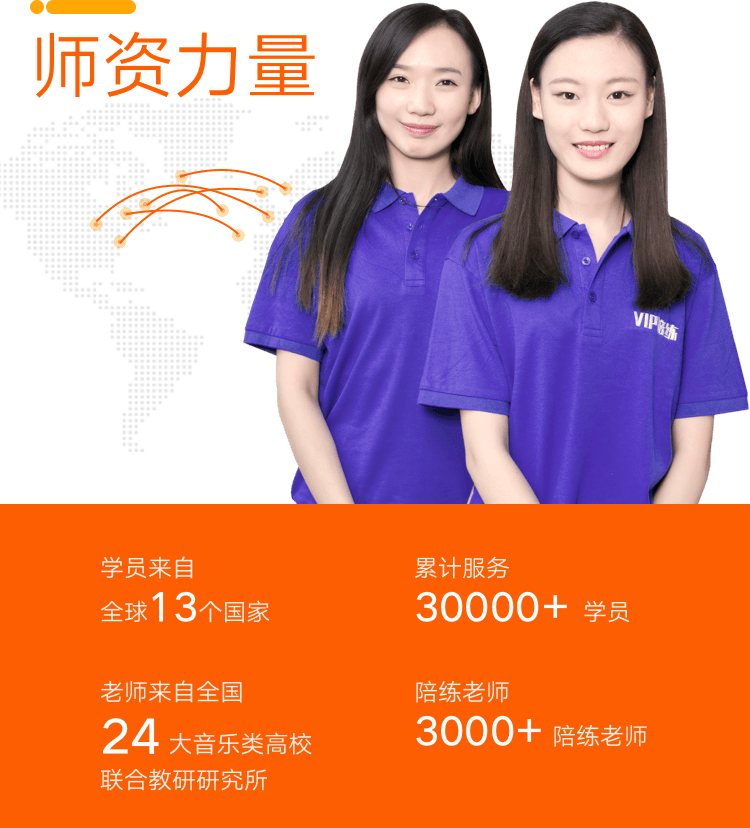 师资力量
VIP陪练
学员来自
全球13个国家
累计服务
30000+ 学员
老师来自全国
24 大音乐类高校
联合教研研究所
陪练老师
3000+ 陪练老师